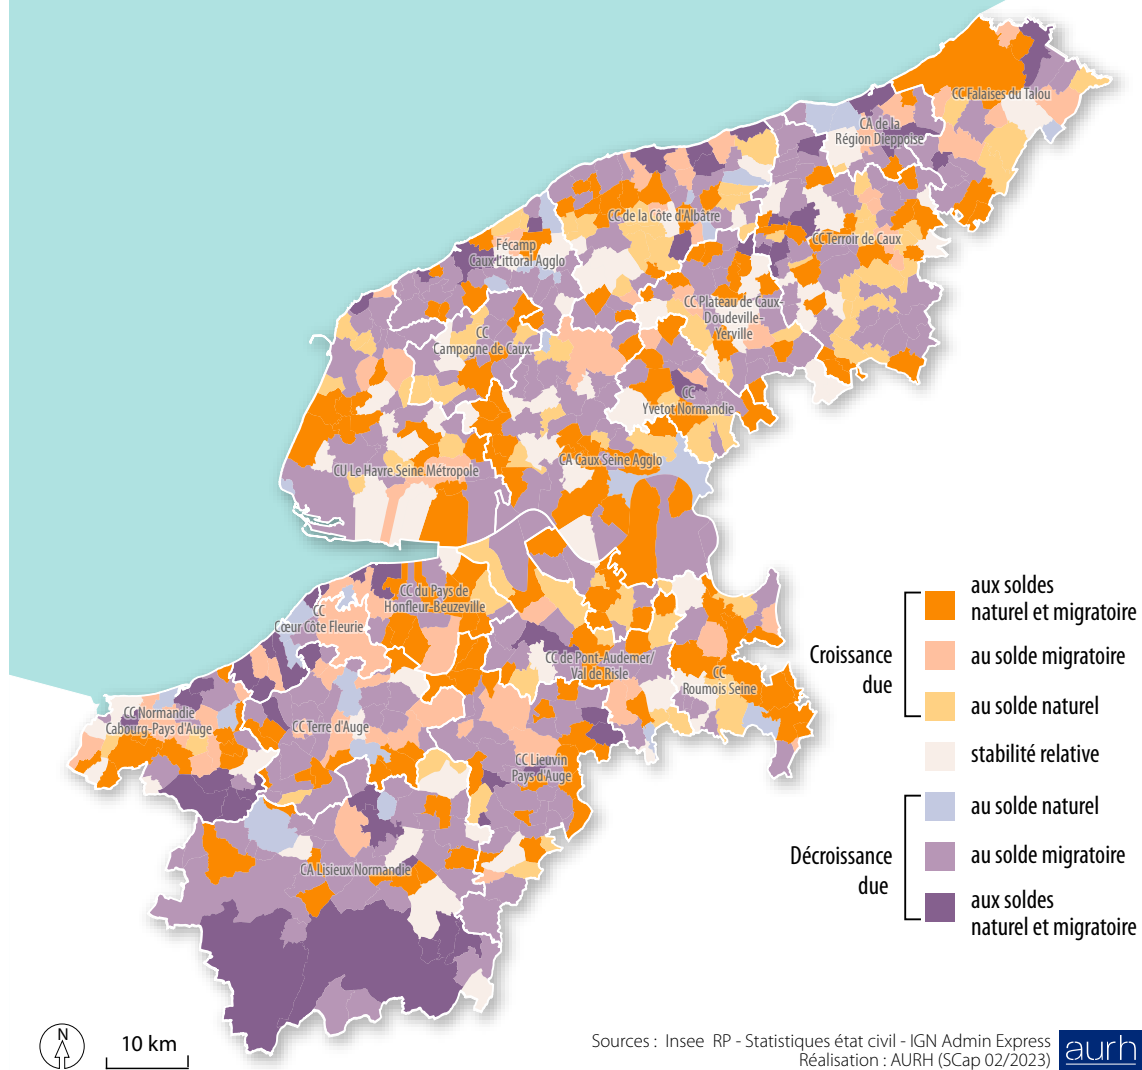 CC Falaises du Talou
CA de la
Région Dieppoise
CC de la Côte d'Albâtre
CC Terroir de Caux
Fécamp
Caux Littoral Agglo
CC Plateau de Caux-
Doudeville-
Yerville
CC
Campagne de Caux
CC
Yvetot Normandie
CA Caux Seine Agglo
CU Le Havre Seine Métropole
CC du Pays de
Honfleur-Beuzeville
CC
Cœur Côte Fleurie
CC de Pont-Audemer/
Val de Risle
CC
Roumois Seine
CC Normandie
Cabourg-Pays d'Auge
CC Terre d'Auge
CC Lieuvin
Pays d'Auge
CA Lisieux Normandie
Croissance
due
aux soldes
naturel et migratoire
au solde migratoire
au solde naturel
stabilité relative
Décroissance
due
au solde naturel
au solde migratoire
aux soldes
naturel et migratoire
N
10 km
Sources : Insee RP - Statistiques état civil - IGN Admin Express
Réalisation : AURH (SCap 02/2023)
aurh